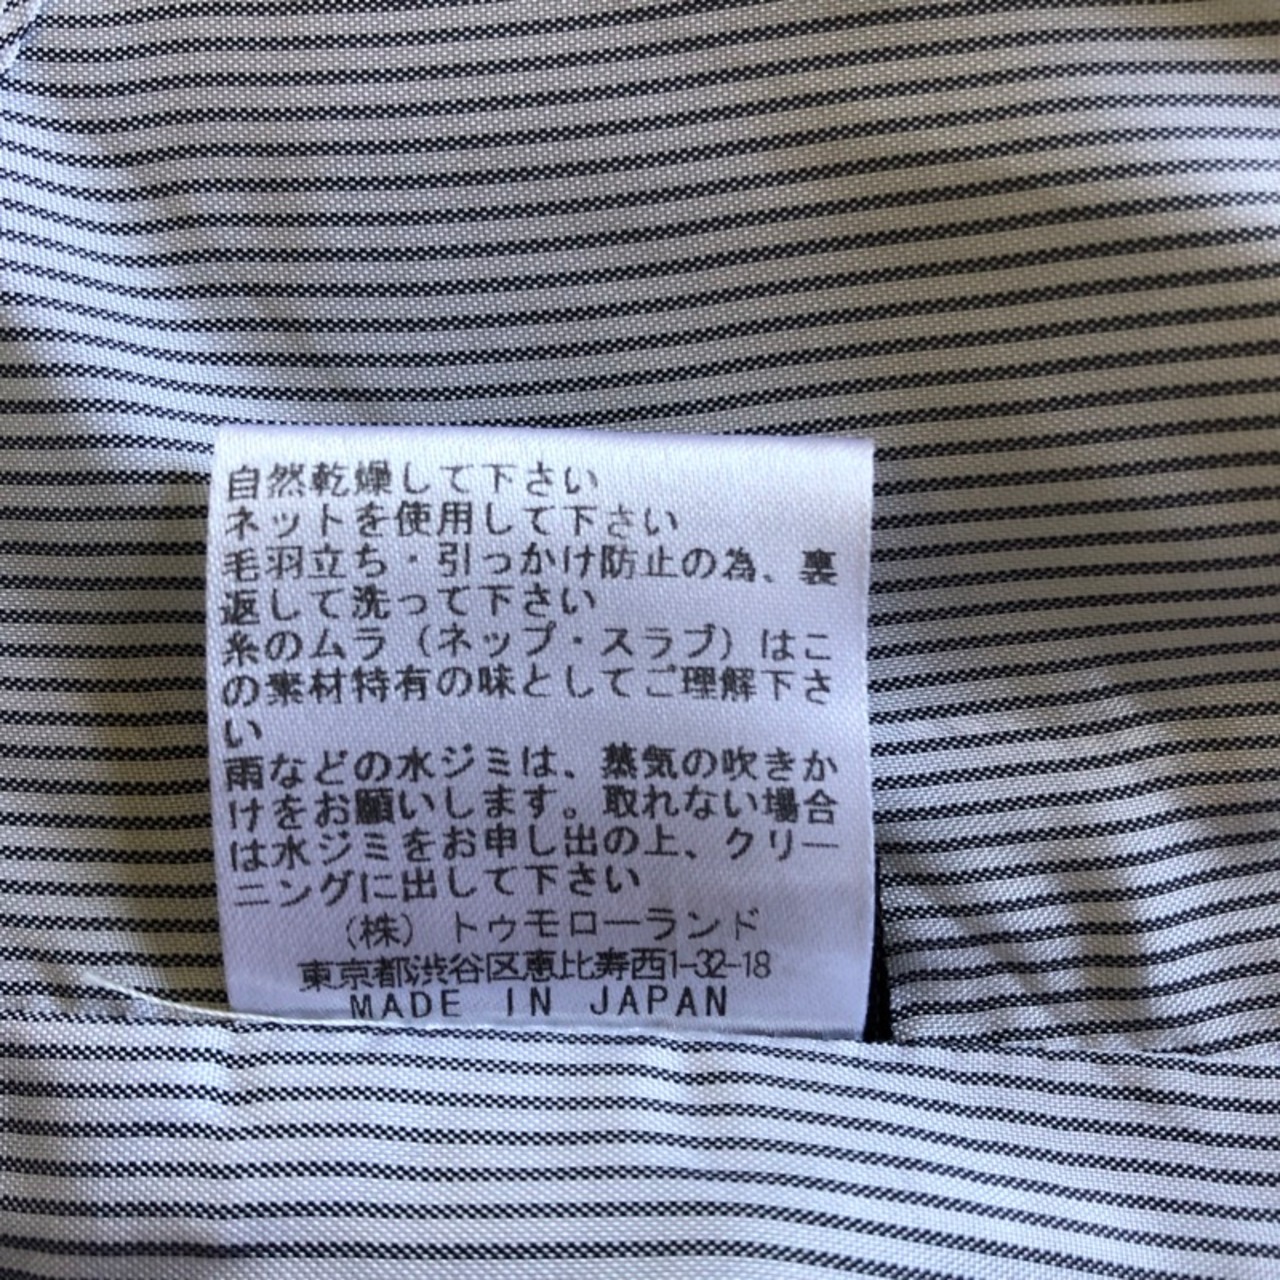 自然乾燥して下さい
ネットを使用して下さい
毛羽立ち・引っかけ防止の為、裏
返して洗って下さい
糸のムラ（ネップ・スラブ）はこ
の素材特有の味としてご理解下さ
い
雨などの水ジミは、蒸気の吹きか
けをお願いします。取れない場合
は水ジミをお申し出の上、クリー
ニングに出して下さい
（株）トゥモローランド
東京都渋谷区恵比寿西1-32-18
MADE IN JAPAN